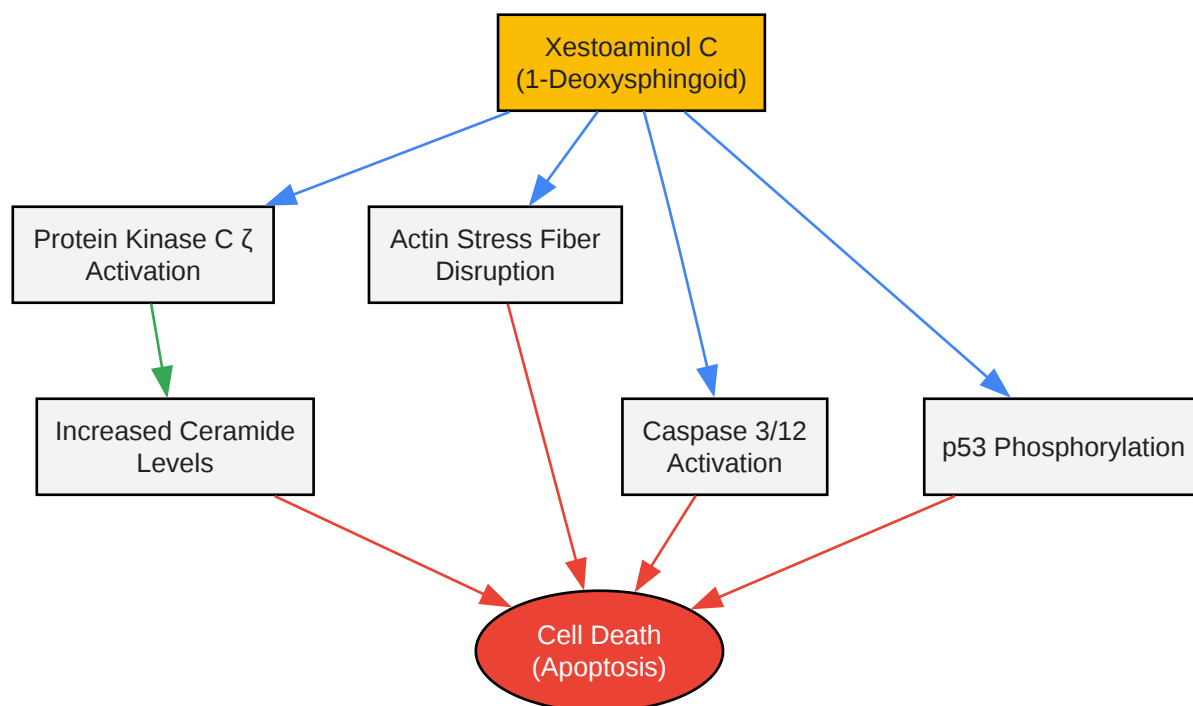 Xestoaminol C
(1-Deoxysphingoid)
Protein Kinase C ζ
Activation
Actin Stress Fiber
Disruption
Increased Ceramide
Levels
Caspase 3/12
Activation
p53 Phosphorylation
Cell Death
(Apoptosis)